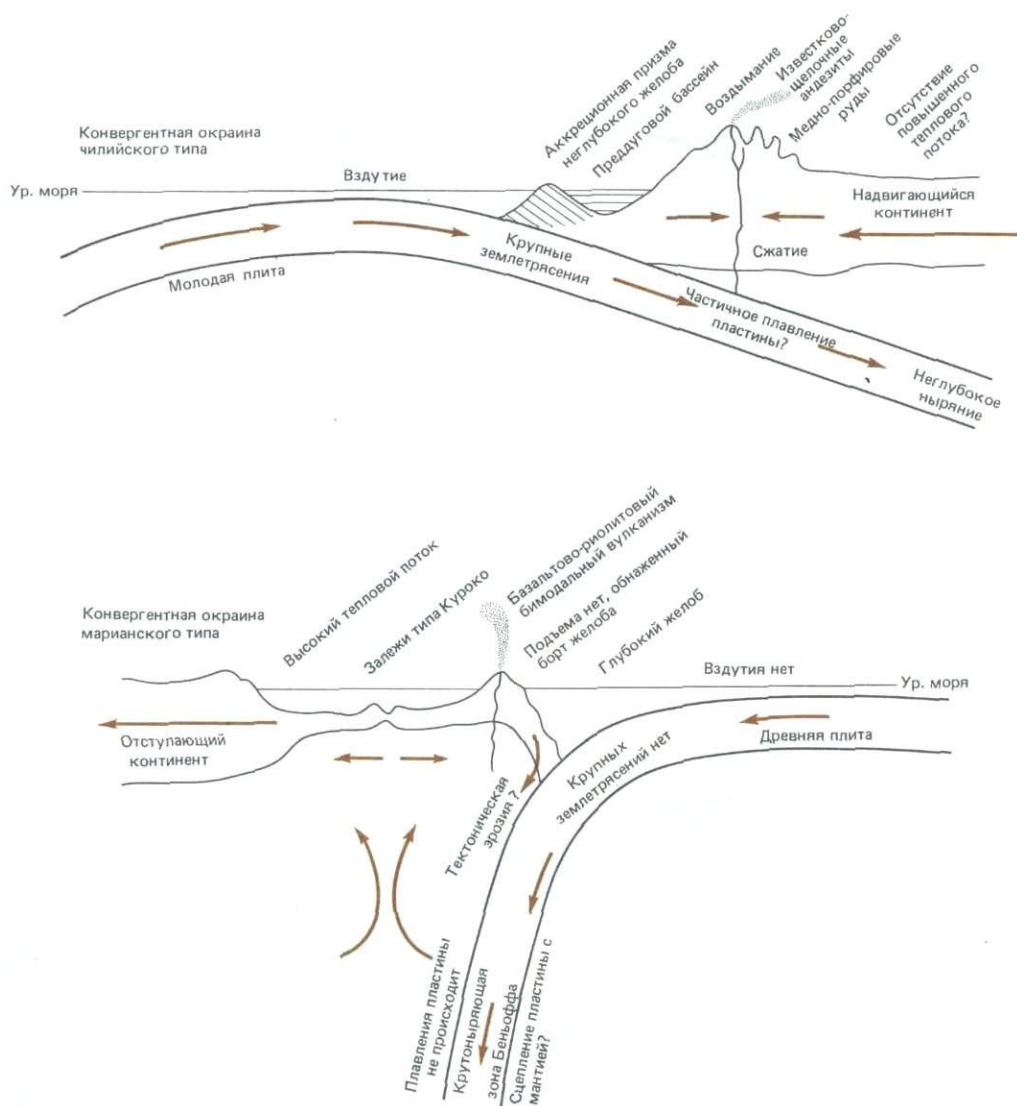 Конвергентная окраина
чилийского типа
Ур. моря
Вздутие
Аккреционная призма
неглубокого желоба
Преддуговой бассейн
Воздымание
Известково-
щелочные
андезиты
Медно-порфировые
руды
Отсутствие
повышенного
теплового
потока?
Надвигающийся
континент
Сжатие
Молодая плита
Крупные
землетрясения
Частичное плавление
пластины?
Неглубокое
ныряние
Конвергентная окраина
марианского типа
Высокий тепловой поток
Залежи типа Куроко
Базальтово-риолитовый
бимодальный вулканизм
Подъема нет, обнаженный
борт желоба
Глубокий желоб
Вздутия нет
Ур. моря
Отступающий
континент
Древняя плита
Крупных
землетрясений нет
Тектоническая
эрозия?
Плавления пластины
не происходит
Крутоныряющая
зона Беньоффа
Сцепление пластины с
мантией?